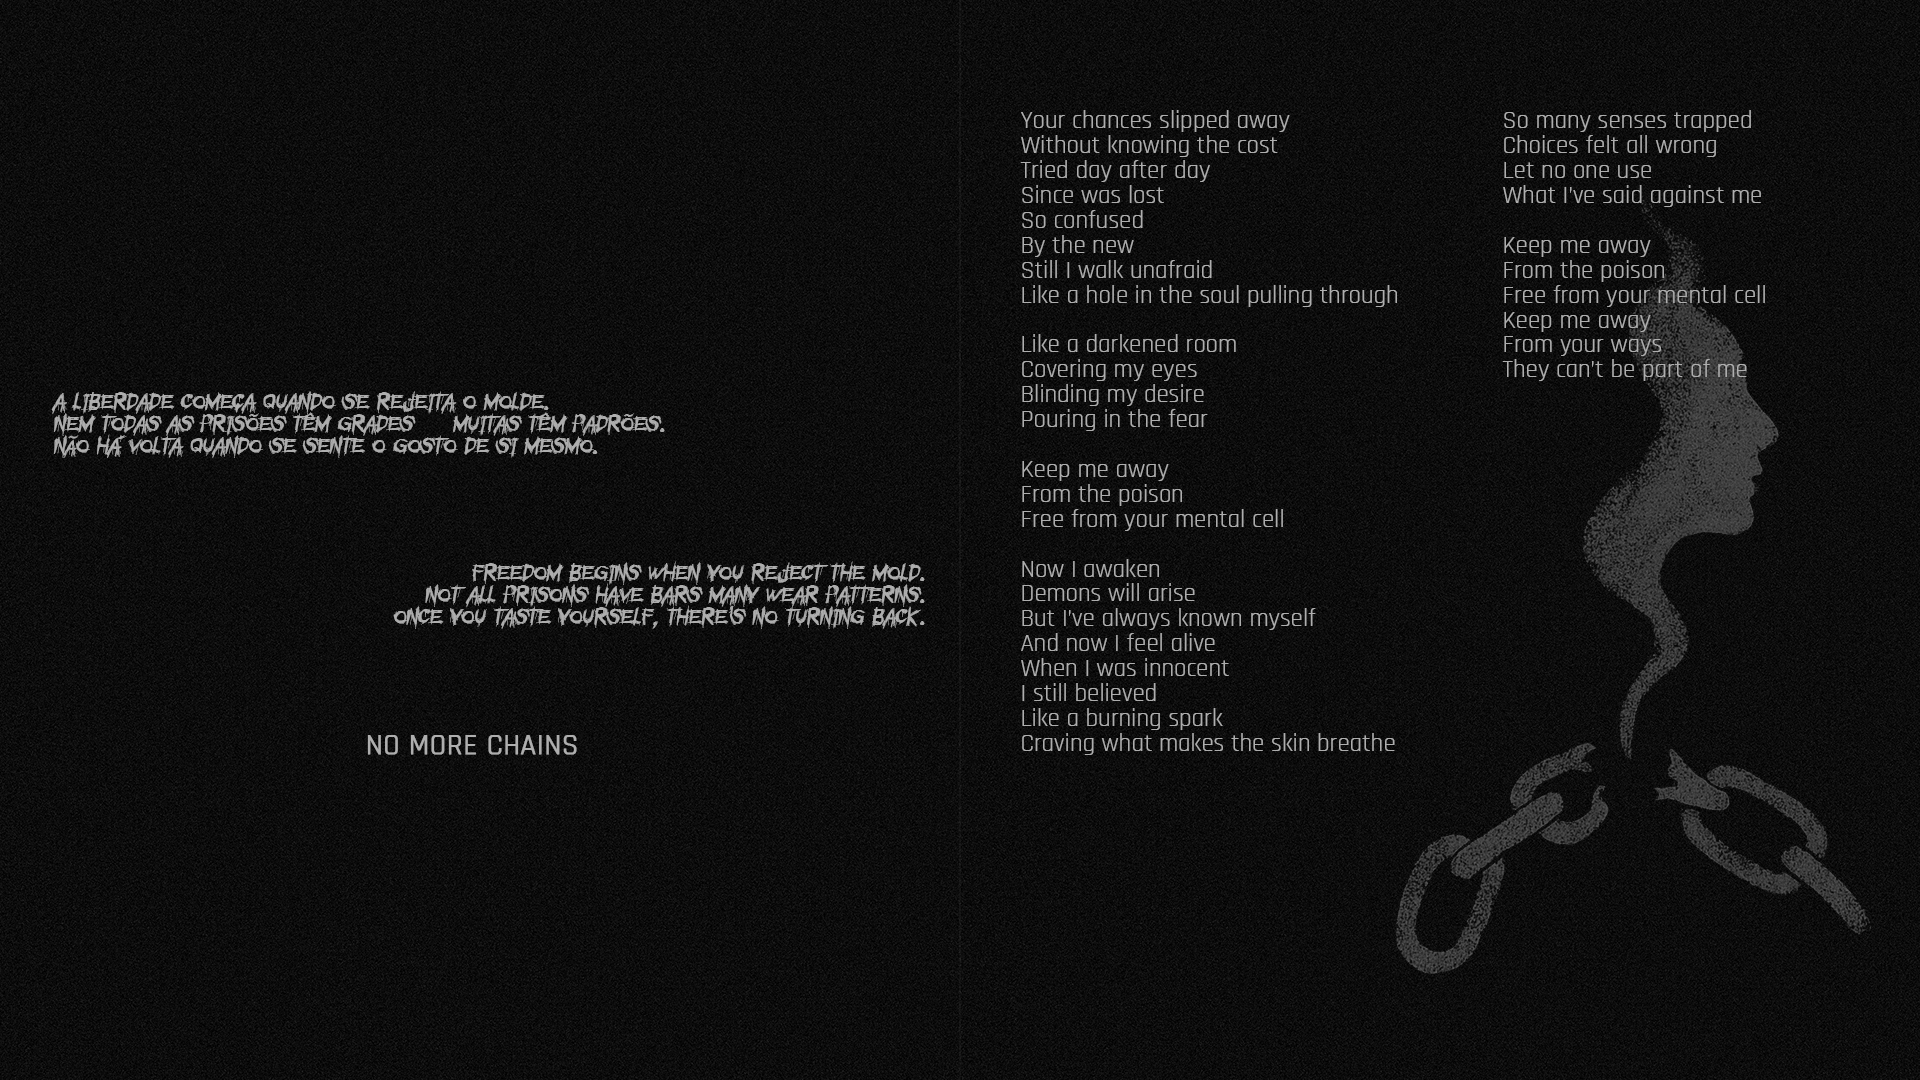 A LIBERDADE COMEÇA QUANDO SE REJEITA O MOLDE.
NEM TODAS AS PRISÕES TÊM GRADES MUITAS TÊM PADRÕES.
NÃO HÁ VOLTA QUANDO SE SENTE O GOSTO DE SI MESMO.
FREEDOM BEGINS WHEN YOU REJECT THE MOLD.
NOT ALL PRISONS HAVE BARS MANY WEAR PATTERNS.
ONCE YOU TASTE YOURSELF, THERE'S NO TURNING BACK.
NO MORE CHAINS
Your chances slipped away
Without knowing the cost
Tried day after day
Since was lost
So confused
By the new
Still I walk unafraid
Like a hole in the soul pulling through
Like a darkened room
Covering my eyes
Blinding my desire
Pouring in the fear
Keep me away
From the poison
Free from your mental cell
Now I awaken
Demons will arise
But I've always known myself
And now I feel alive
When I was innocent
I still believed
Like a burning spark
Craving what makes the skin breathe
So many senses trapped
Choices felt all wrong
Let no one use
What I've said against me
Keep me away
From the poison
Free from your mental cell
Keep me away
From your ways
They can't be part of me